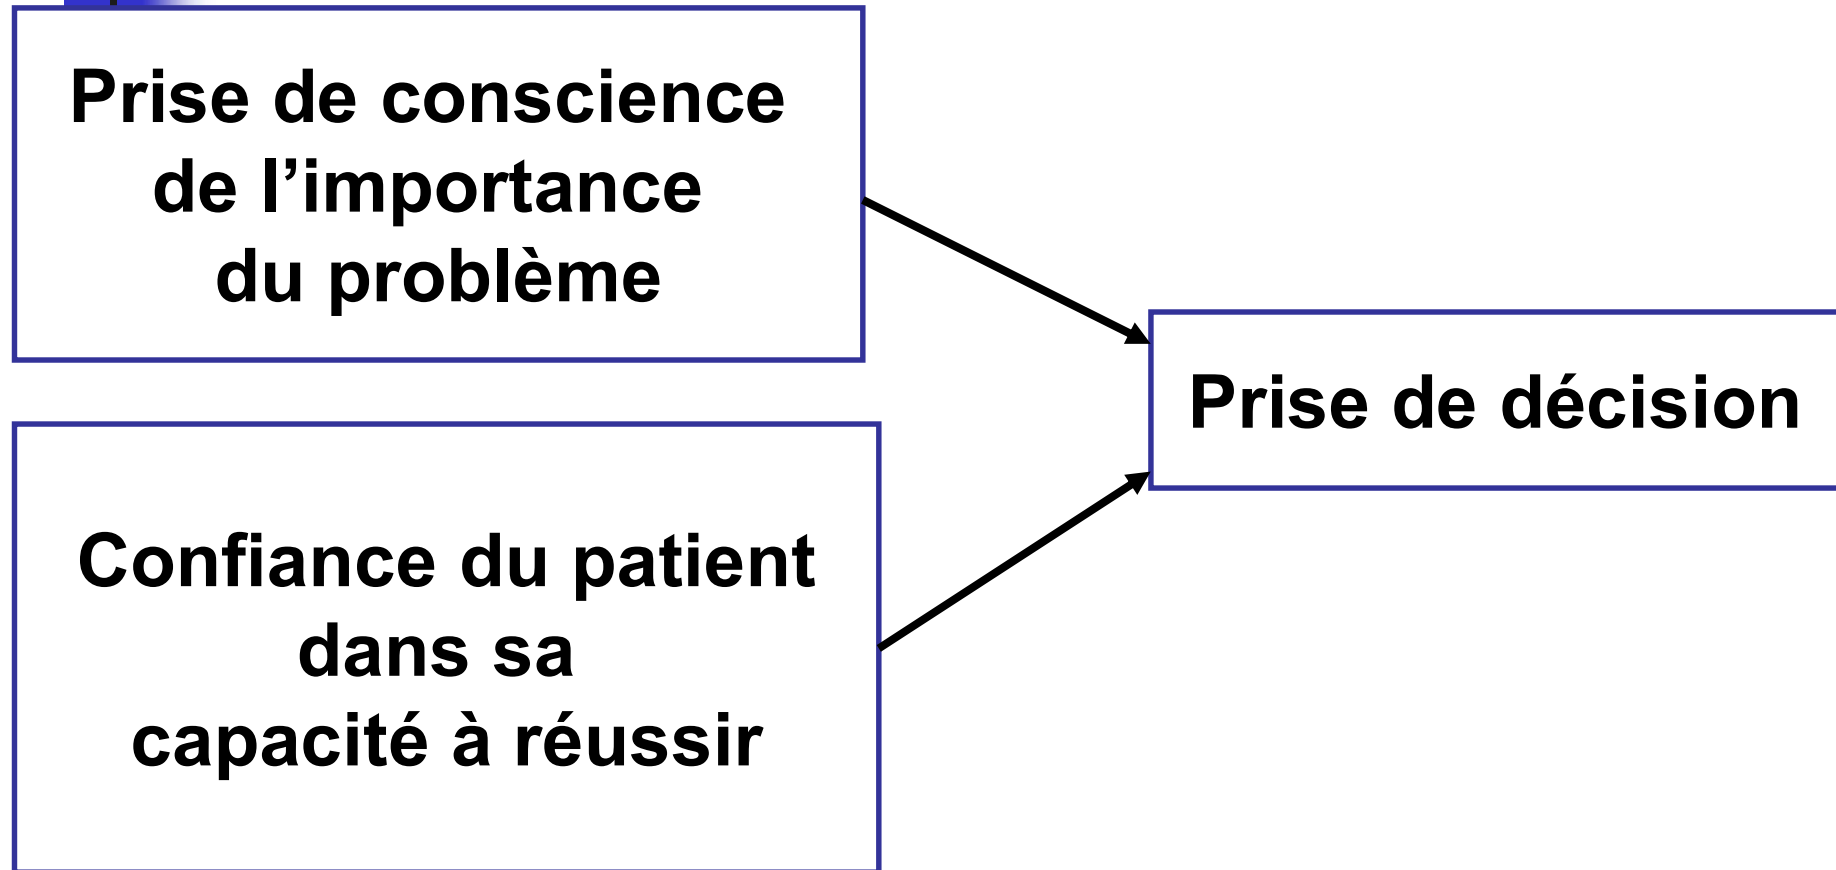 Prise de conscience
de l’importance
du problème
Prise de décision
Confiance du patient
dans sa
capacité à réussir